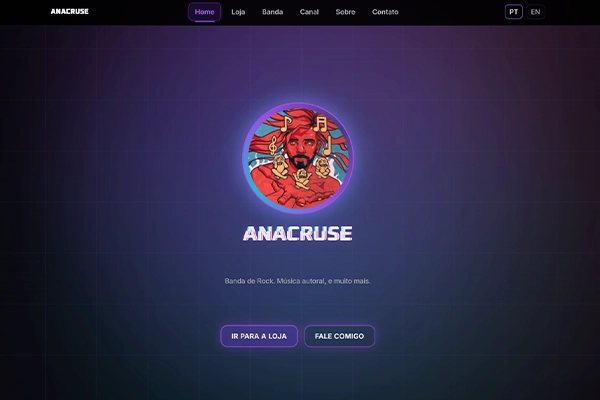 ANACRUSE
Home Loja Banda Canal Sobre Contato
PT EN
ANACRUSE
Banda de Rock. Música autoral, e muito mais.
IR PARA A LOJA FALE COMIGO